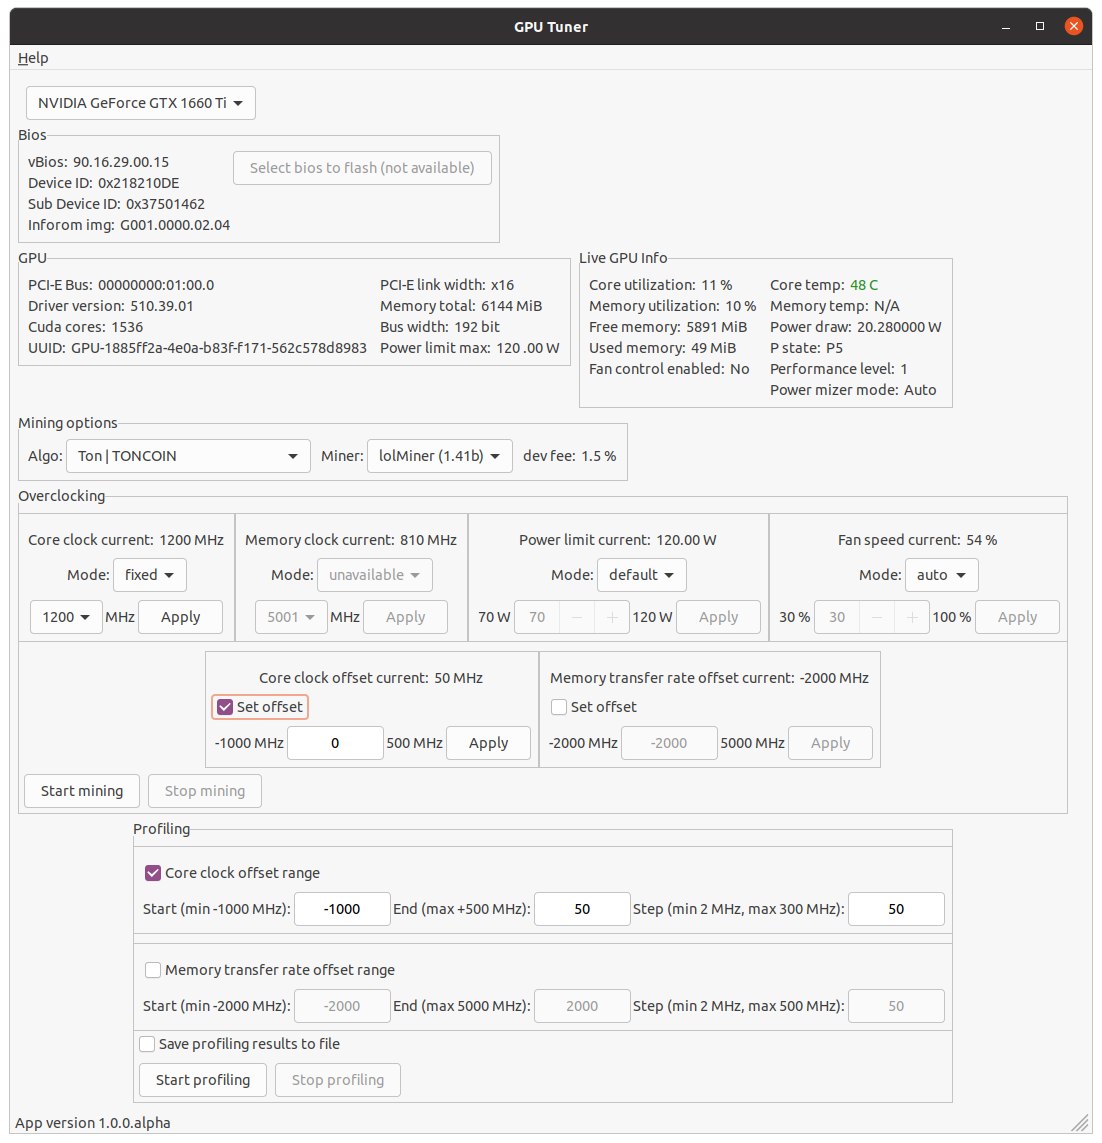 GPU Tuner
Help
NVIDIA GeForce GTX 1660 Ti
Bios
vBios: 90.16.29.00.15
Device ID: 0x218210DE
Sub Device ID: 0x37501462
Inforom img: G001.0000.02.04
Select bios to flash (not available)
GPU
PCI-E Bus: 00000000:01:00.0
Driver version: 510.39.01
Cuda cores: 1536
UUID: GPU-1885ff2a-4e0a-b83f-f171-562c578d8983
PCI-E link width: x16
Memory total: 6144 MiB
Bus width: 192 bit
Power limit max: 120 .00 W
Live GPU Info
Core utilization: 11 %
Memory utilization: 10 %
Free memory: 5891 MiB
Used memory: 49 MiB
Fan control enabled: No
Core temp: 48 C
Memory temp: N/A
Power draw: 20.280000 W
P state: P5
Performance level: 1
Power mizer mode: Auto
Mining options
Algo: Ton | TONCOIN Miner: lolMiner (1.41b) dev fee: 1.5 %
Overclocking
Core clock current: 1200 MHz
Mode: fixed
1200 MHz Apply
Memory clock current: 810 MHz
Mode: unavailable
5001 MHz Apply
Power limit current: 120.00 W
Mode: default
70 W 70 − + 120 W Apply
Fan speed current: 54 %
Mode: auto
30 % 30 − + 100 % Apply
Core clock offset current: 50 MHz
Set offset
-1000 MHz 0 500 MHz Apply
Memory transfer rate offset current: -2000 MHz
Set offset
-2000 MHz -2000 5000 MHz Apply
Start mining Stop mining
Profiling
Core clock offset range
Start (min -1000 MHz): -1000 End (max +500 MHz): 50 Step (min 2 MHz, max 300 MHz): 50
Memory transfer rate offset range
Start (min -2000 MHz): -2000 End (max 5000 MHz): 2000 Step (min 2 MHz, max 500 MHz): 50
Save profiling results to file
Start profiling Stop profiling
App version 1.0.0.alpha